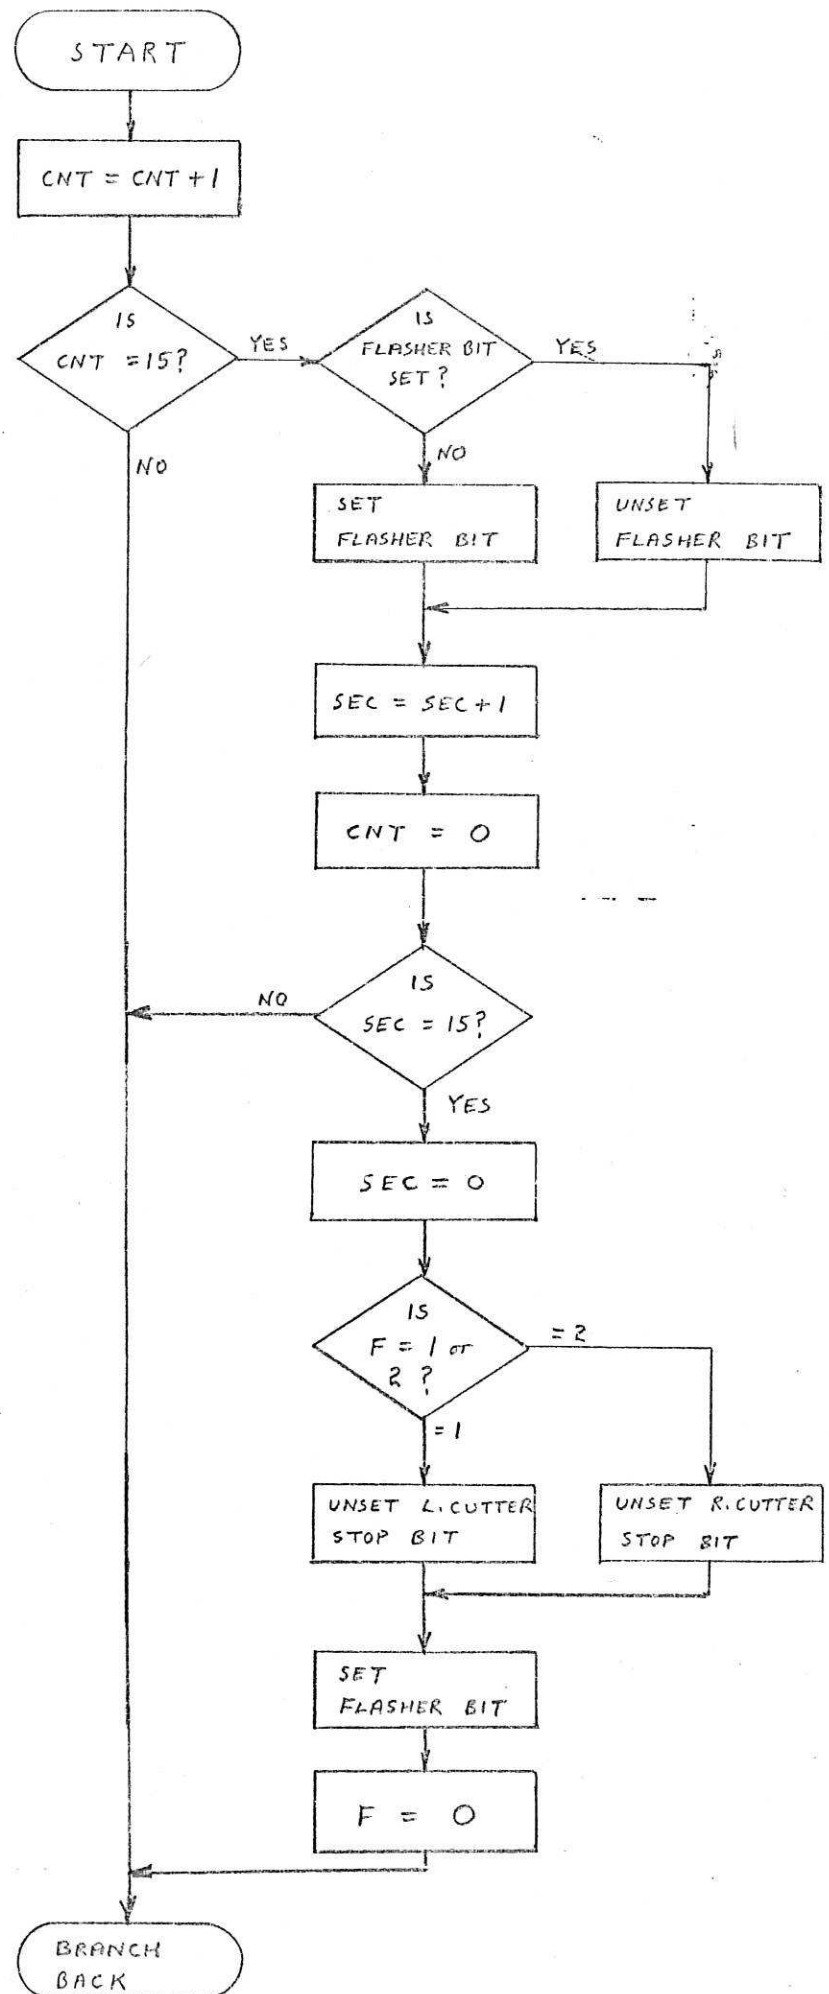 START
CNT = CNT + 1
IS
CNT = 15?
YES
IS
FLASHER BIT
SET?
YES
NO
NO
SET
FLASHER BIT
UNSET
FLASHER BIT
SEC = SEC + 1
CNT = 0
IS
SEC = 15?
NO
YES
SEC = 0
IS
F = 1 or
2 ?
= 2
= 1
UNSET L. CUTTER
STOP BIT
UNSET R. CUTTER
STOP BIT
SET
FLASHER BIT
F = 0
BRANCH
BACK